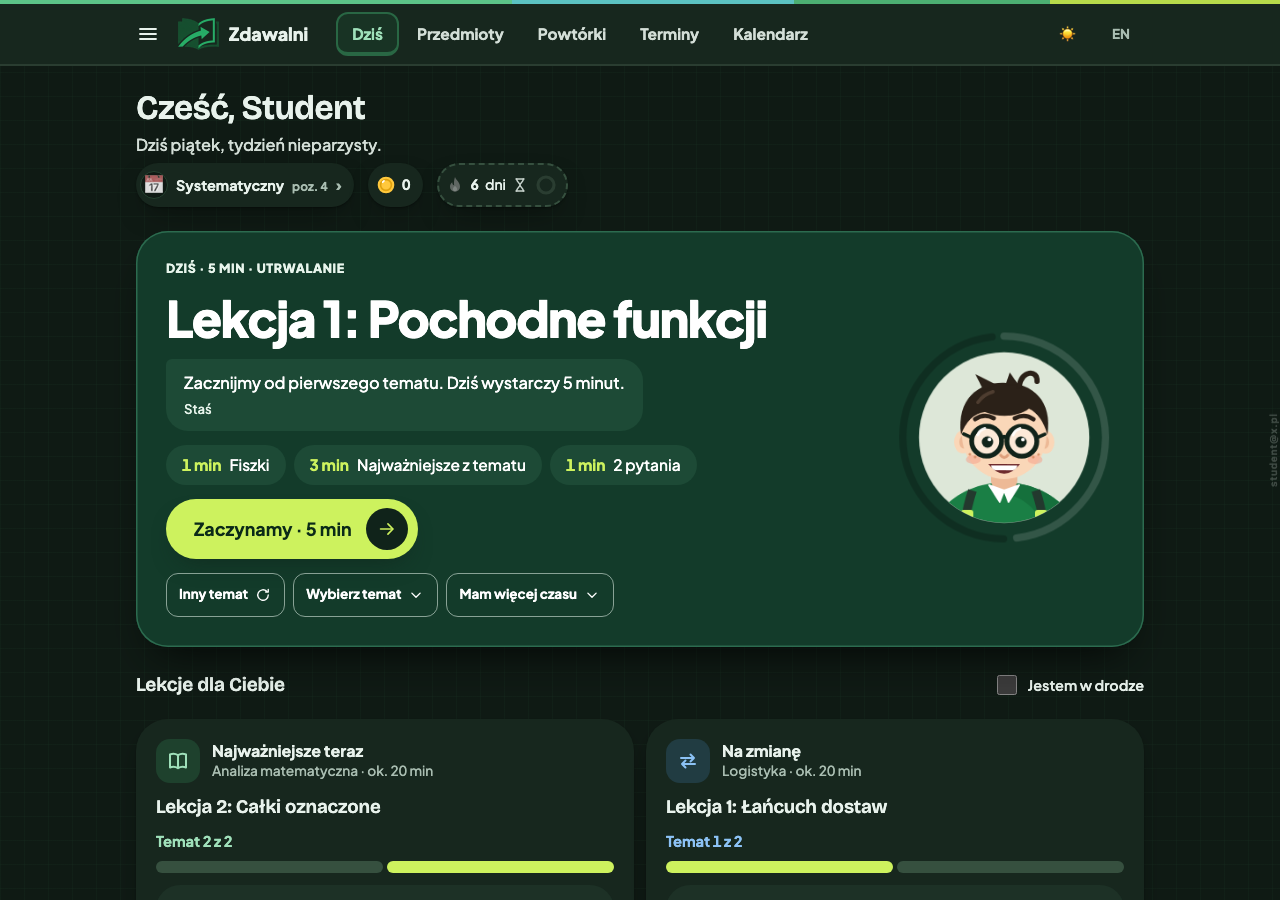 Zdawalni
Dziś
Przedmioty
Powtórki
Terminy
Kalendarz
EN
Cześć, Student
Dziś piątek, tydzień nieparzysty.
17 Systematyczny poz. 4 ›
0
6 dni
DZIŚ · 5 MIN · UTRWALANIE
Lekcja 1: Pochodne funkcji
Zacznijmy od pierwszego tematu. Dziś wystarczy 5 minut.
Staś
1 min Fiszki
3 min Najważniejsze z tematu
1 min 2 pytania
Zaczynamy · 5 min
Inny temat
Wybierz temat
Mam więcej czasu
student@x.pl
Lekcje dla Ciebie
Jestem w drodze
Najważniejsze teraz
Analiza matematyczna · ok. 20 min
Lekcja 2: Całki oznaczone
Temat 2 z 2
Na zmianę
Logistyka · ok. 20 min
Lekcja 1: Łańcuch dostaw
Temat 1 z 2